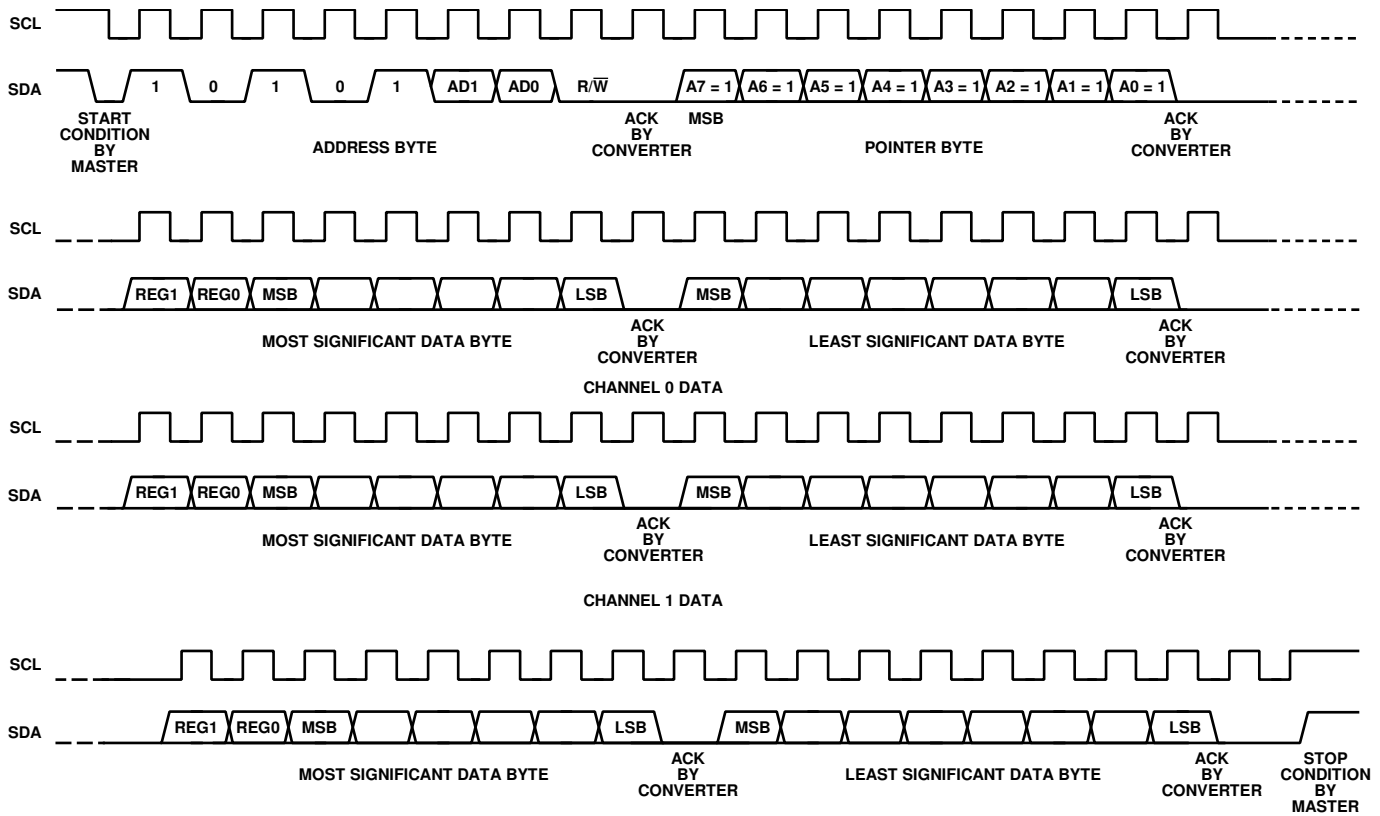 SCL
SDA 1 0 1 0 1 AD1 AD0 R/W̅ A7 = 1 A6 = 1 A5 = 1 A4 = 1 A3 = 1 A2 = 1 A1 = 1 A0 = 1
START CONDITION BY MASTER
ADDRESS BYTE
ACK BY CONVERTER
MSB
POINTER BYTE
ACK BY CONVERTER
SCL
SDA REG1 REG0 MSB LSB MSB LSB
MOST SIGNIFICANT DATA BYTE
ACK BY CONVERTER
LEAST SIGNIFICANT DATA BYTE
ACK BY CONVERTER
CHANNEL 0 DATA
SCL
SDA REG1 REG0 MSB LSB MSB LSB
MOST SIGNIFICANT DATA BYTE
ACK BY CONVERTER
LEAST SIGNIFICANT DATA BYTE
ACK BY CONVERTER
CHANNEL 1 DATA
SCL
SDA REG1 REG0 MSB LSB MSB LSB
MOST SIGNIFICANT DATA BYTE
ACK BY CONVERTER
LEAST SIGNIFICANT DATA BYTE
ACK BY CONVERTER
STOP CONDITION BY MASTER